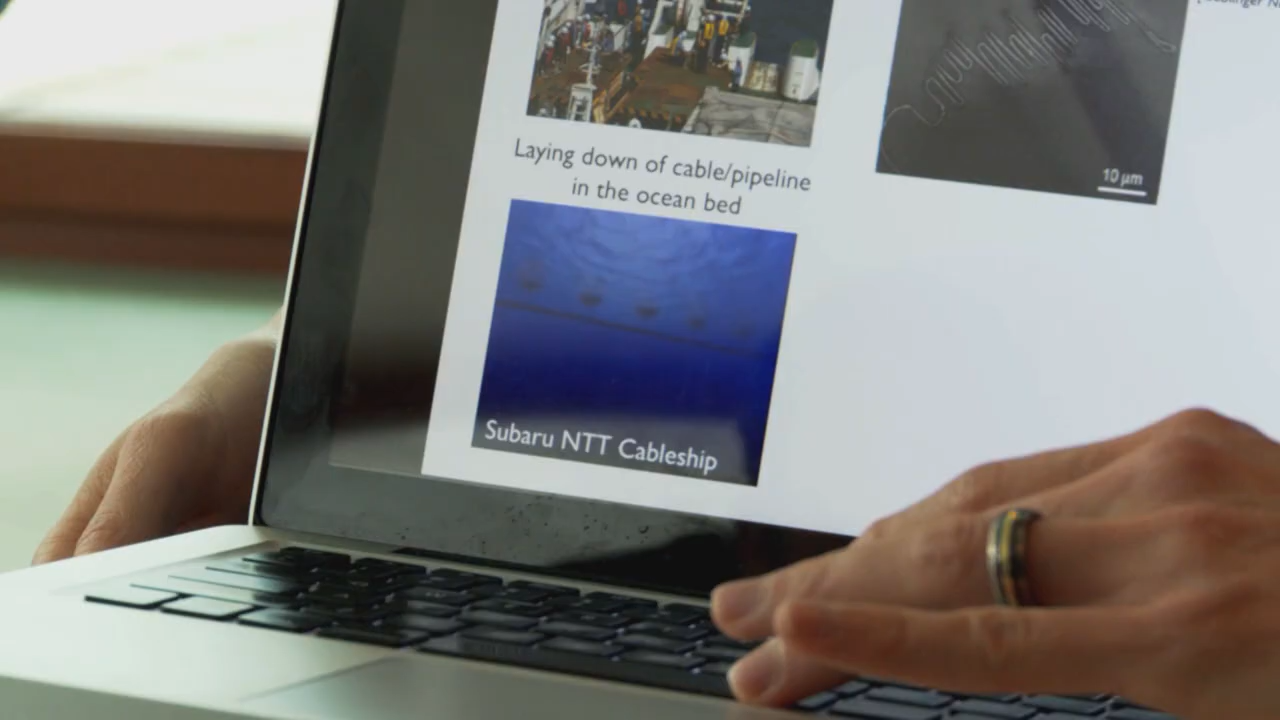 Laying down of cable/pipeline
in the ocean bed
10 µm
Subaru NTT Cableship